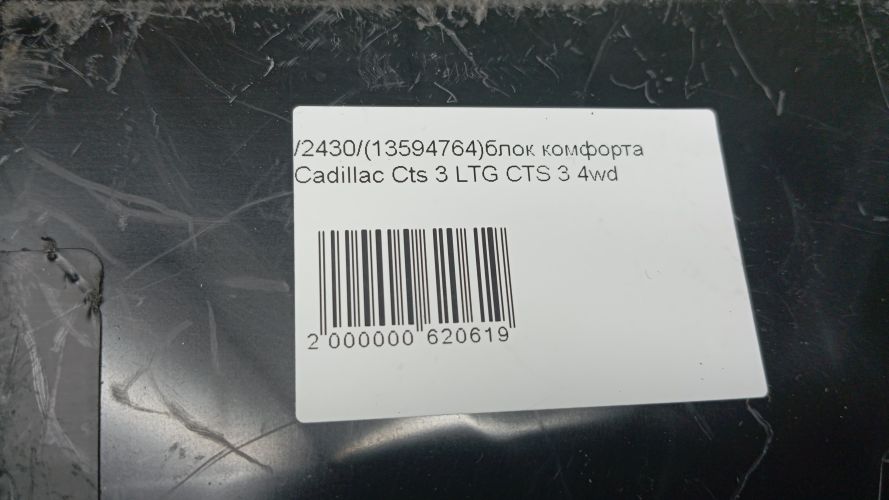 /2430/(13594764)блок комфорта
Cadillac Cts 3 LTG CTS 3 4wd
2 000000 620619